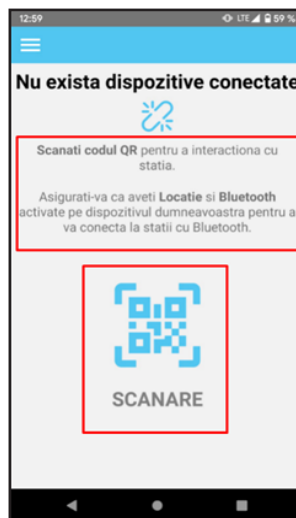 12:59 LTE 59 %
Nu exista dispozitive conectate
Scanati codul QR pentru a interactiona cu
statia.
Asigurati-va ca aveti Locatie si Bluetooth
activate pe dispozitivul dumneavoastra pentru a
va conecta la statii cu Bluetooth.
SCANARE